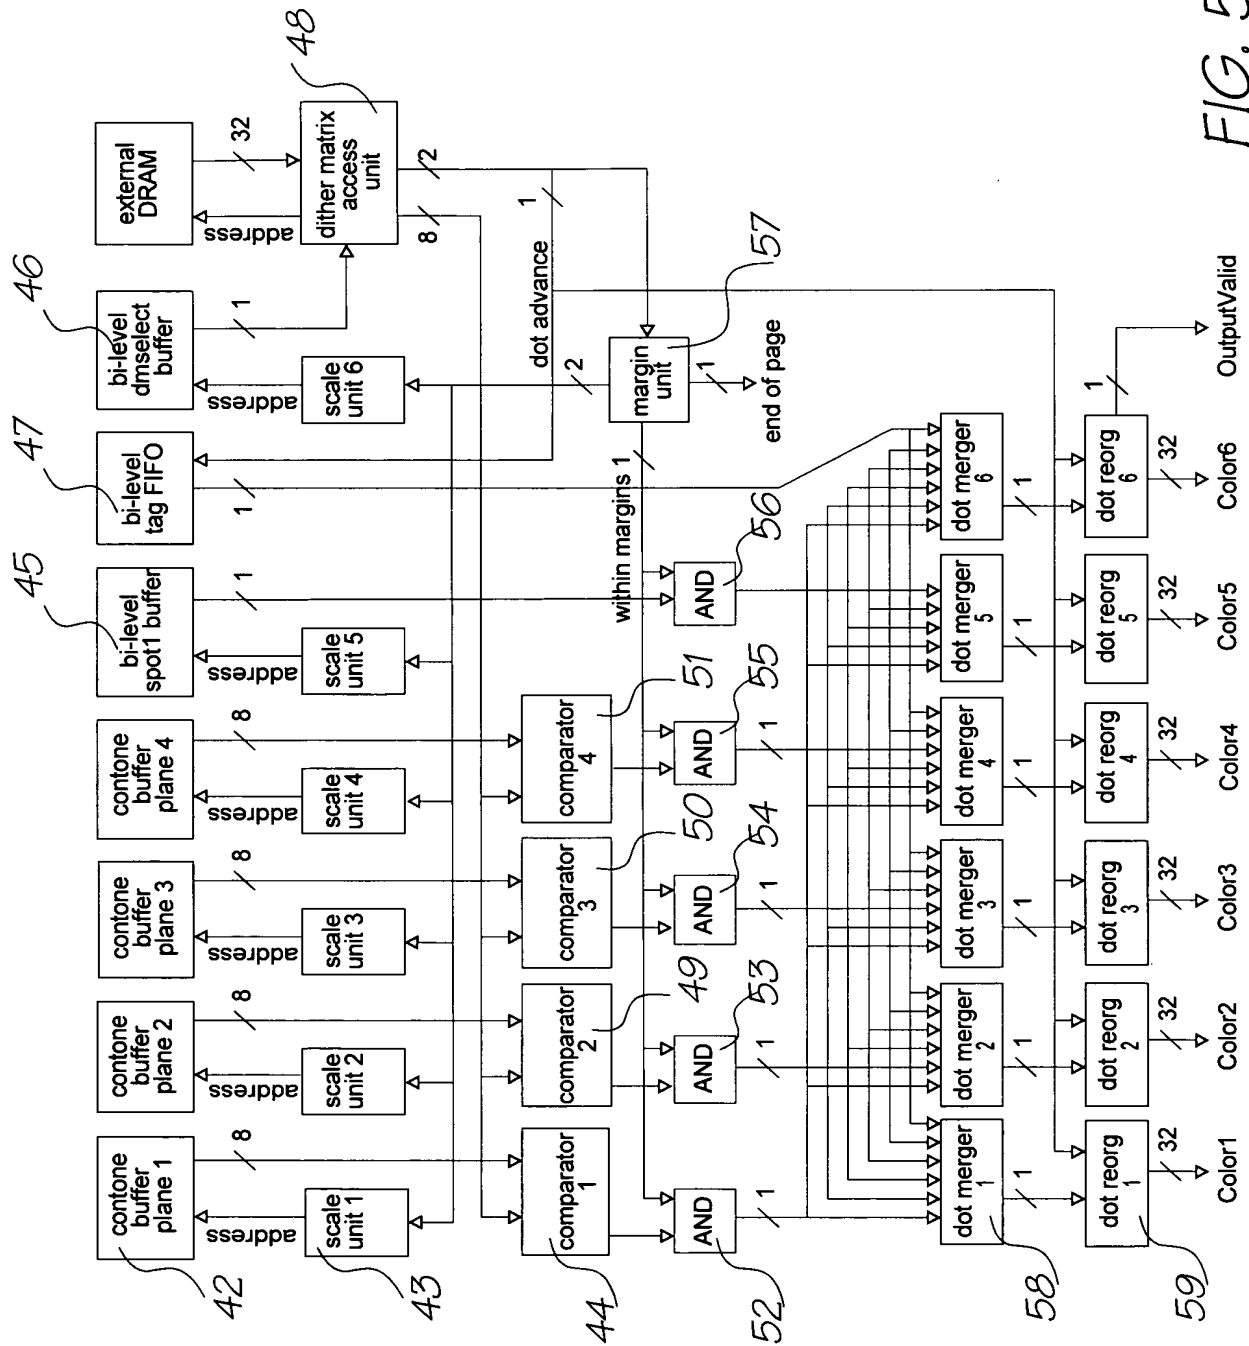 contone
buffer
plane 1
contone
buffer
plane 2
contone
buffer
plane 3
contone
buffer
plane 4
bi-level
spot1 buffer
bi-level
tag FIFO
bi-level
dmselect
buffer
external
DRAM
42
45
47
46
48
address
8
address
8
address
8
address
8
address
1
1
address
1
address
32
scale
unit 1
scale
unit 2
scale
unit 3
scale
unit 4
scale
unit 5
scale
unit 6
dither matrix
access
unit
43
8
2
1
dot advance
2
comparator
1
comparator
2
comparator
3
comparator
4
44
49
50
51
within margins 1
margin
unit
57
1
end of page
AND
AND
AND
AND
AND
52
53
54
55
56
1
1
1
1
dot merger
1
dot merger
2
dot merger
3
dot merger
4
dot merger
5
dot merger
6
58
1
1
1
1
1
1
dot reorg
1
dot reorg
2
dot reorg
3
dot reorg
4
dot reorg
5
dot reorg
6
59
1
32
32
32
32
32
32
Color1
Color2
Color3
Color4
Color5
Color6
OutputValid
FIG. 5